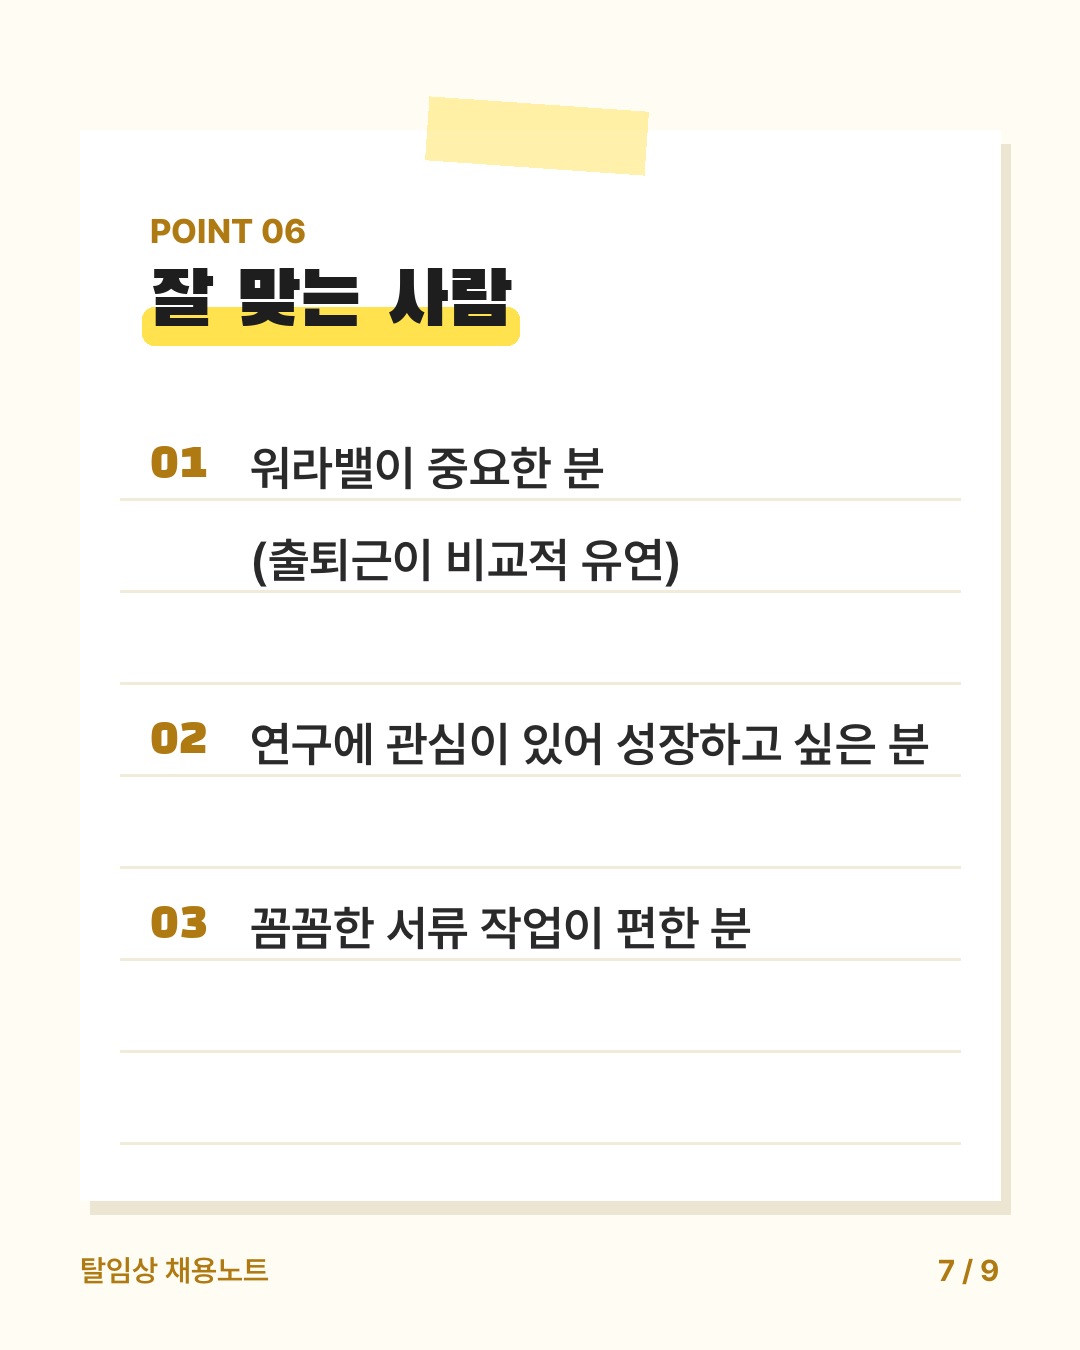 POINT 06
잘 맞는 사람
01 워라밸이 중요한 분
(출퇴근이 비교적 유연)
02 연구에 관심이 있어 성장하고 싶은 분
03 꼼꼼한 서류 작업이 편한 분
탈임상 채용노트
7 / 9